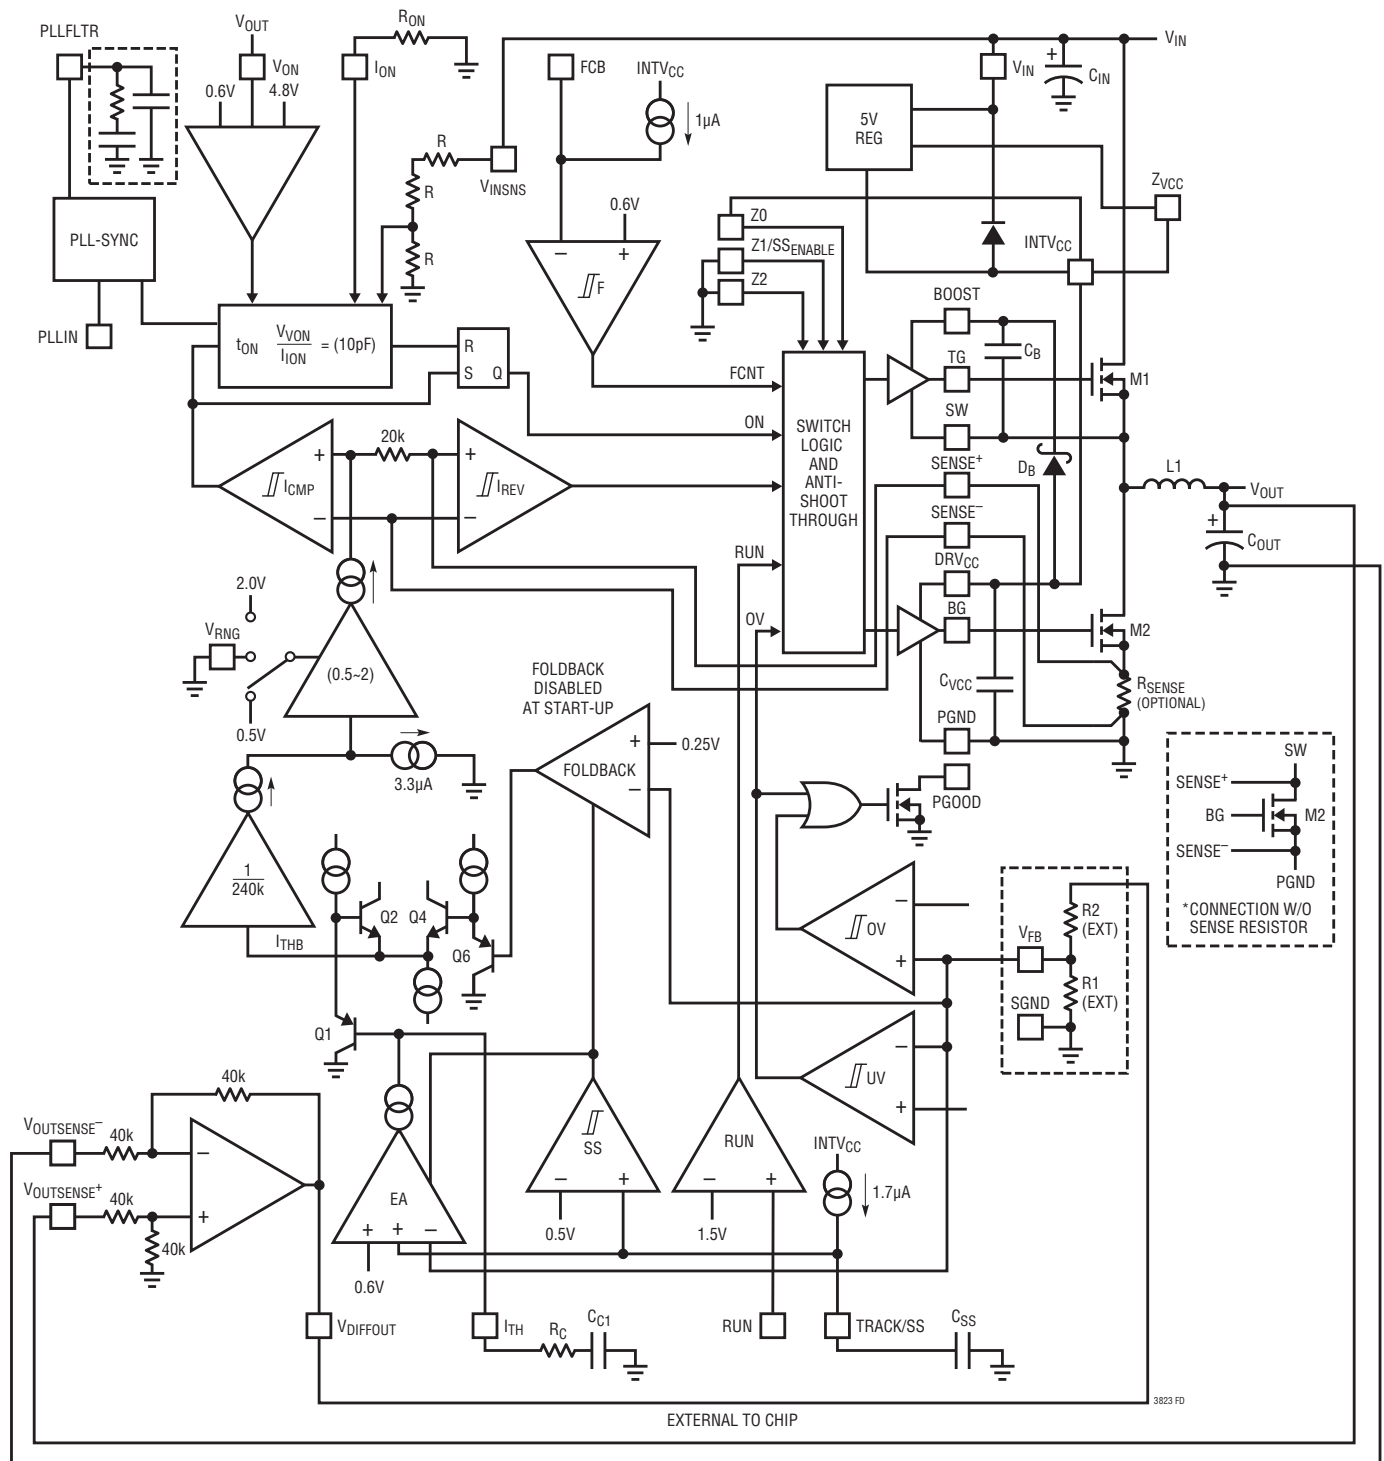 PLLFLTR
VOUT
RON
VON
ION
0.6V
4.8V
FCB
INTVCC
1µA
VIN
VIN
CIN
5V
REG
R
VINSNS
R
R
PLL-SYNC
PLLIN
0.6V
Z0
Z1/SSENABLE
Z2
ZVCC
INTVCC
– +
F
tON
VVON
ION
= (10pF)
R
S Q
BOOST
CB
TG
M1
SW
FCNT
ON
SWITCH
LOGIC
AND
ANTI-
SHOOT
THROUGH
20k
+
–
ICMP
+
–
IREV
SENSE+
DB
L1
VOUT
SENSE–
+
COUT
RUN
DRVCC
OV
BG
M2
2.0V
VRNG
0.5V
(0.5~2)
FOLDBACK
DISABLED
AT START-UP
CVCC
RSENSE
(OPTIONAL)
PGND
+
0.25V
FOLDBACK
–
3.3µA
PGOOD
SW
SENSE+
BG
M2
SENSE–
PGND
*CONNECTION W/O
SENSE RESISTOR
1
240k
Q2
Q4
ITHB
Q6
–
OV
+
VFB
R2
(EXT)
R1
(EXT)
SGND
Q1
–
UV
+
40k
VOUTSENSE–
40k
–
VOUTSENSE+
40k
+
40k
EA
+ + –
0.6V
SS
– +
0.5V
RUN
– +
1.5V
INTVCC
1.7µA
VDIFFOUT
ITH
RC
CC1
RUN
TRACK/SS
CSS
3823 FD
EXTERNAL TO CHIP